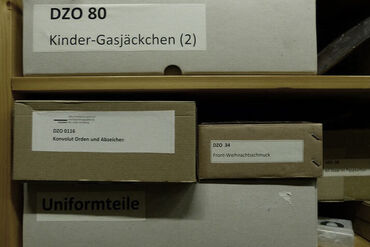 DZO 80
Kinder-Gasjäckchen (2)
DZO 0116
Konvolut Orden und Abzeichen
DZO 34
Front-Weihnachtsschmuck
Uniformteile